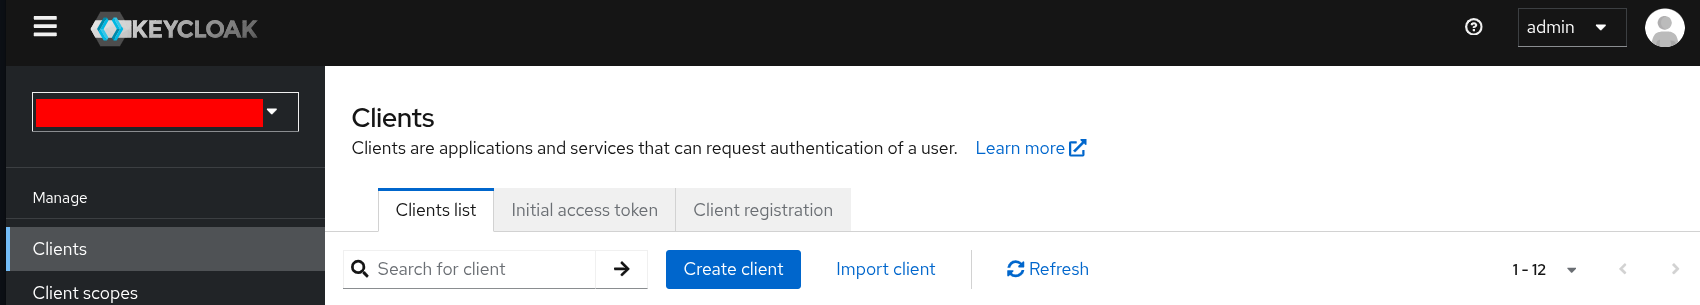 KEYCLOAK
admin
Manage
Clients
Client scopes
Clients
Clients are applications and services that can request authentication of a user. Learn more
Clients list Initial access token Client registration
Search for client Create client Import client Refresh 1 - 12